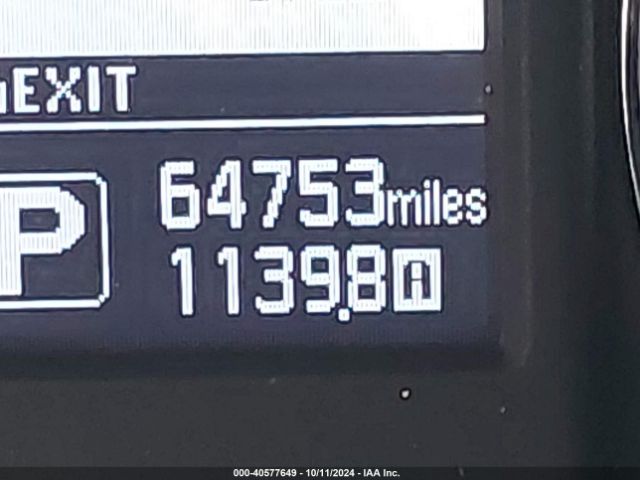 EXIT
P
64753miles
1139.8
000-40577649 - 10/11/2024 - IAA Inc.